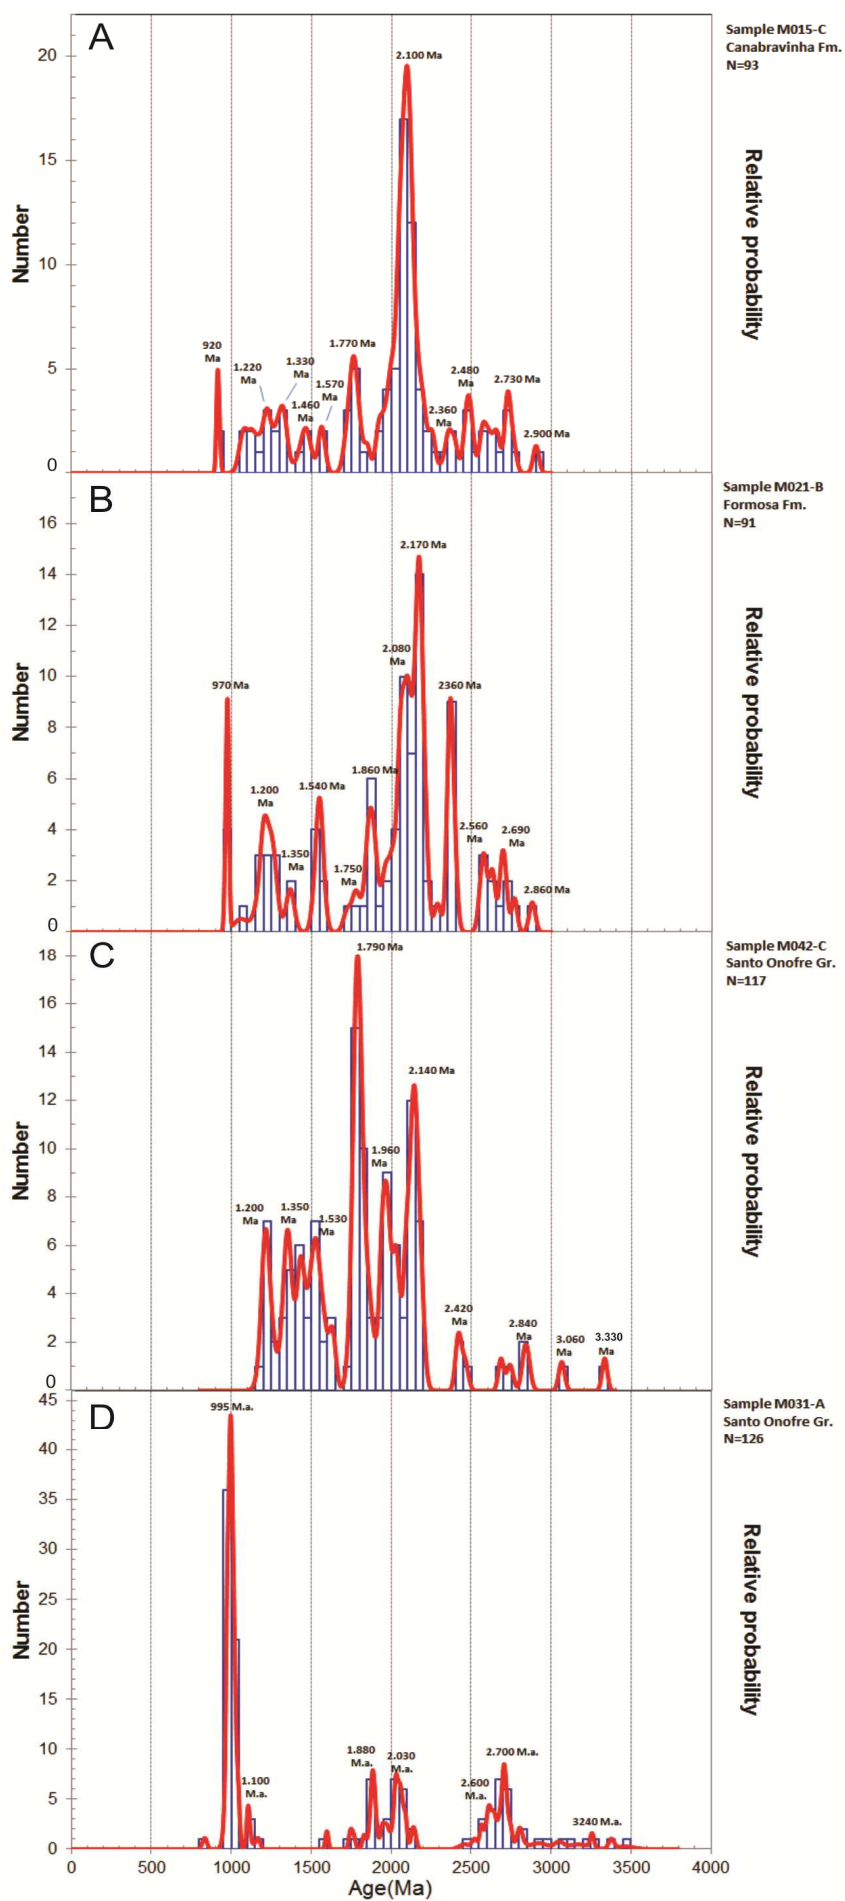 A
Sample M015-C
Canabravinha Fm.
N=93
20
15
10
5
0
Number
Relative probability
2.100 Ma
920
Ma
1.220
Ma
1.330
Ma
1.460
Ma
1.570
Ma
1.770 Ma
2.360
Ma
2.480
Ma
2.730 Ma
2.900 Ma
B
Sample M021-B
Formosa Fm.
N=91
16
14
12
10
8
6
4
2
0
Number
Relative probability
970 Ma
1.200
Ma
1.350
Ma
1.540 Ma
1.750
Ma
1.860 Ma
2.080
Ma
2.170 Ma
2360 Ma
2.560
Ma
2.690
Ma
2.860 Ma
C
Sample M042-C
Santo Onofre Gr.
N=117
18
16
14
12
10
8
6
4
2
0
Number
Relative probability
1.200
Ma
1.350
Ma
1.530
Ma
1.790 Ma
1.960
Ma
2.140 Ma
2.420
Ma
2.840
Ma
3.060
Ma
3.330
Ma
D
Sample M031-A
Santo Onofre Gr.
N=126
45
40
35
30
25
20
15
10
5
0
Number
Relative probability
995 M.a.
1.100
M.a.
1.880
M.a.
2.030
M.a.
2.600
M.a.
2.700 M.a.
3240 M.a.
0 500 1000 1500 2000 2500 3000 3500 4000
Age(Ma)